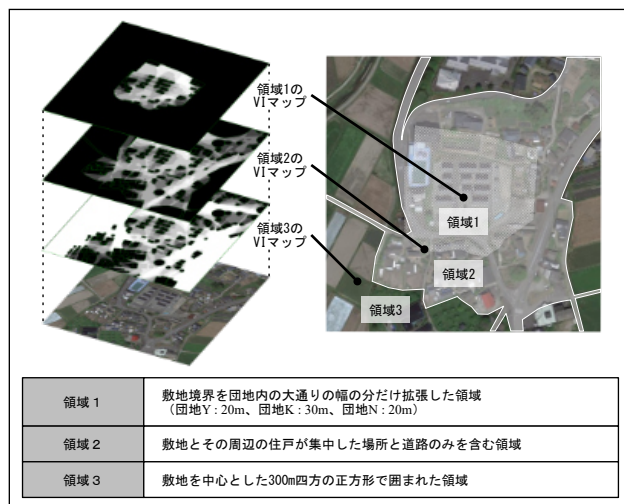 領域1の
VIマップ
領域2の
VIマップ
領域3の
VIマップ
領域1
領域2
領域3
領域１
敷地境界を団地内の大通りの幅の分だけ拡張した領域
（団地Y : 20m、団地K : 30m、団地N : 20m）
領域２
敷地とその周辺の住戸が集中した場所と道路のみを含む領域
領域３
敷地を中心とした300m四方の正方形で囲まれた領域